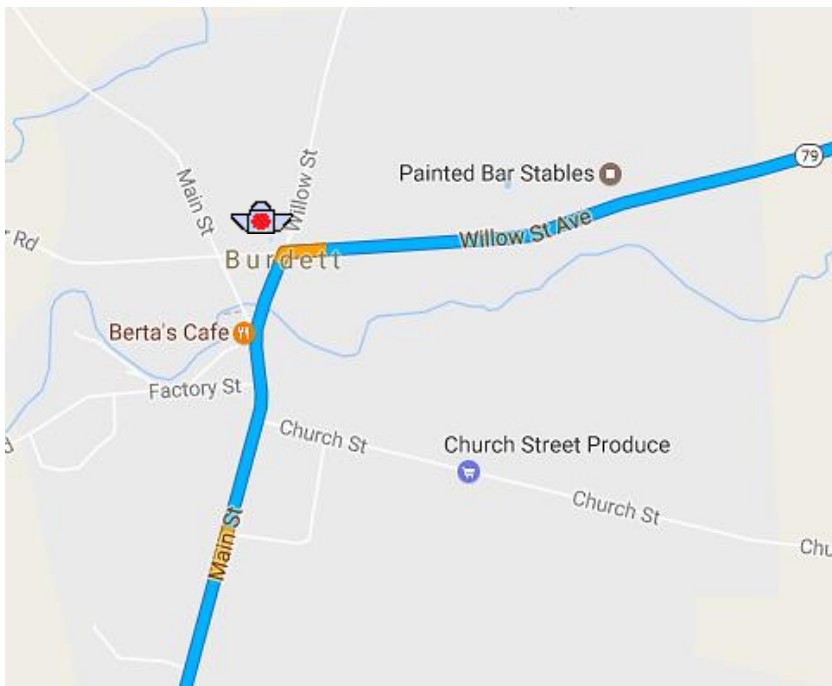 Main St
Willow St
Painted Bar Stables
79
r Rd
Willow St Ave
Burdett
Berta's Cafe
Factory St
Church St
Church Street Produce
Church St
Main St
Chu